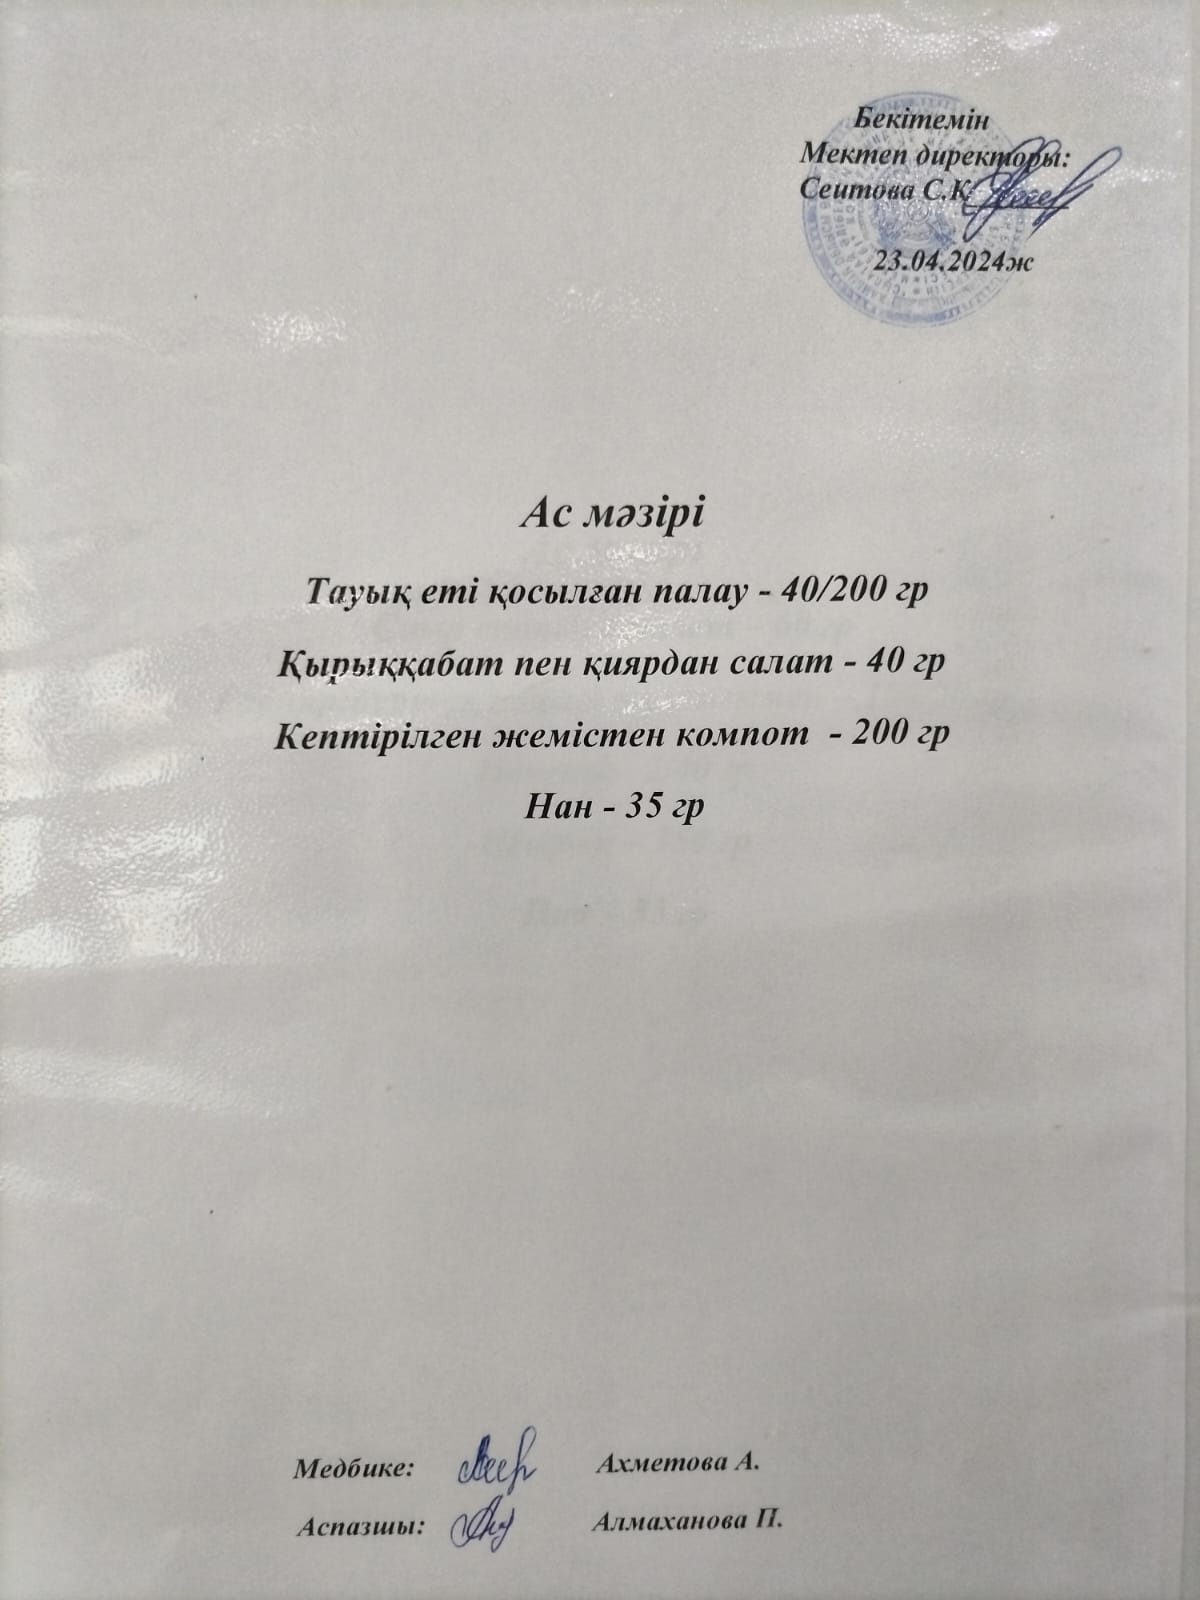 Бекітемін
Мектеп директоры:
Сеитова С.Қ
23.04.2024ж
Ас мәзірі
Тауық еті қосылған палау - 40/200 гр
Қырыққабат пен қиярдан салат - 40 гр
Кептірілген жемістен компот - 200 гр
Нан - 35 гр
Медбике: Ахметова А.
Аспазшы: Алмаханова П.